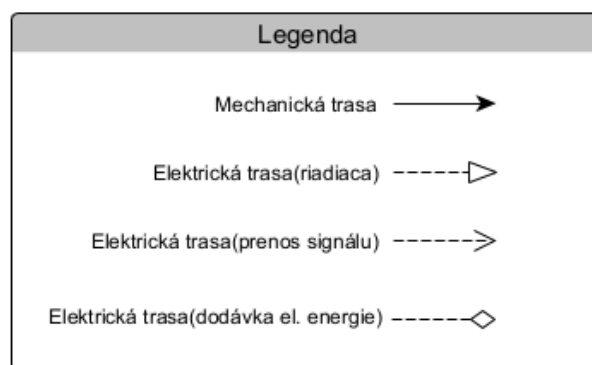 Legenda
Mechanická trasa
Elektrická trasa(riadiaca)
Elektrická trasa(prenos signálu)
Elektrická trasa(dodávka el. energie)